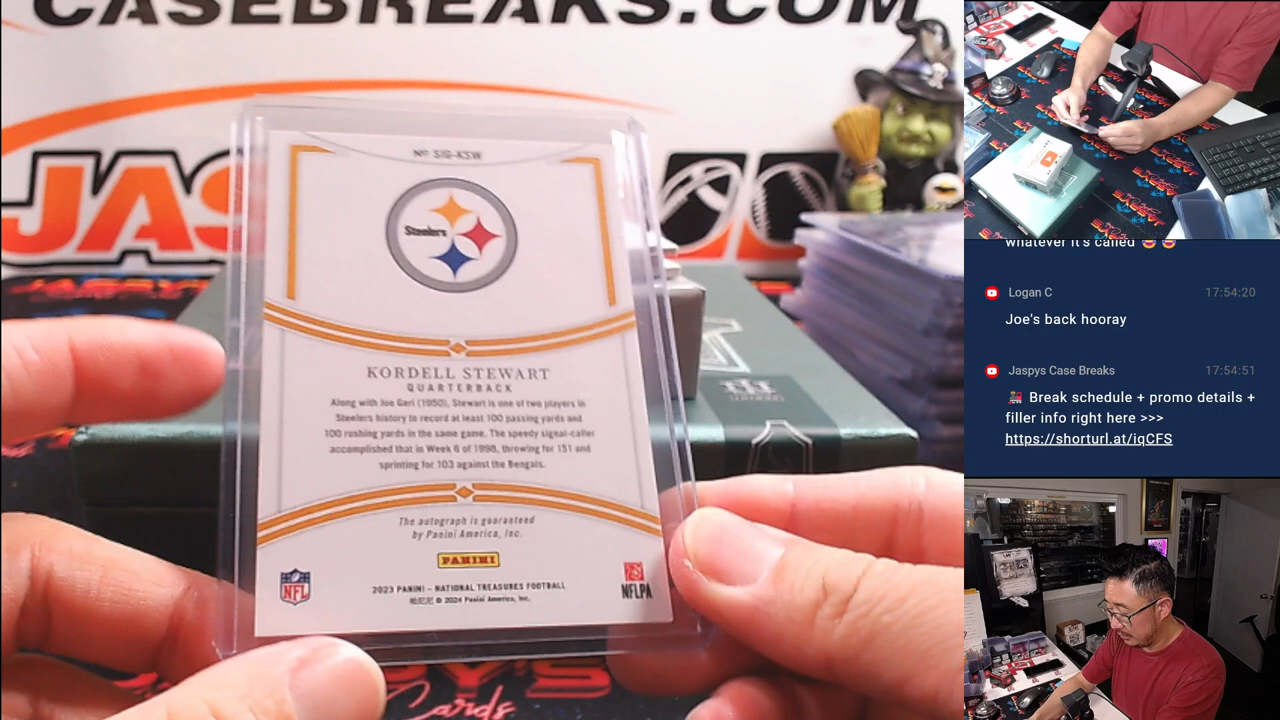 CASEBREAKS.COM
JAS
Nº SIG-KSW
Steelers
KORDELL STEWART
QUARTERBACK
Along with Joe Geri (1950), Stewart is one of two players in
Steelers history to record at least 100 passing yards and
100 rushing yards in the same game. The speedy signal-caller
accomplished that in Week 6 of 1998, throwing for 151 and
sprinting for 103 against the Bengals.
The autograph is guaranteed
by Panini America, Inc.
PANINI
NFL
2023 PANINI – NATIONAL TREASURES FOOTBALL
帕尼尼 © 2024 Panini America, Inc.
NFLPA
Cards
whatever it's called 😍 😍
Logan C 17:54:20
Joe's back hooray
Jaspys Case Breaks 17:54:51
🚂 Break schedule + promo details +
filler info right here >>>
https://shorturl.at/iqCFS